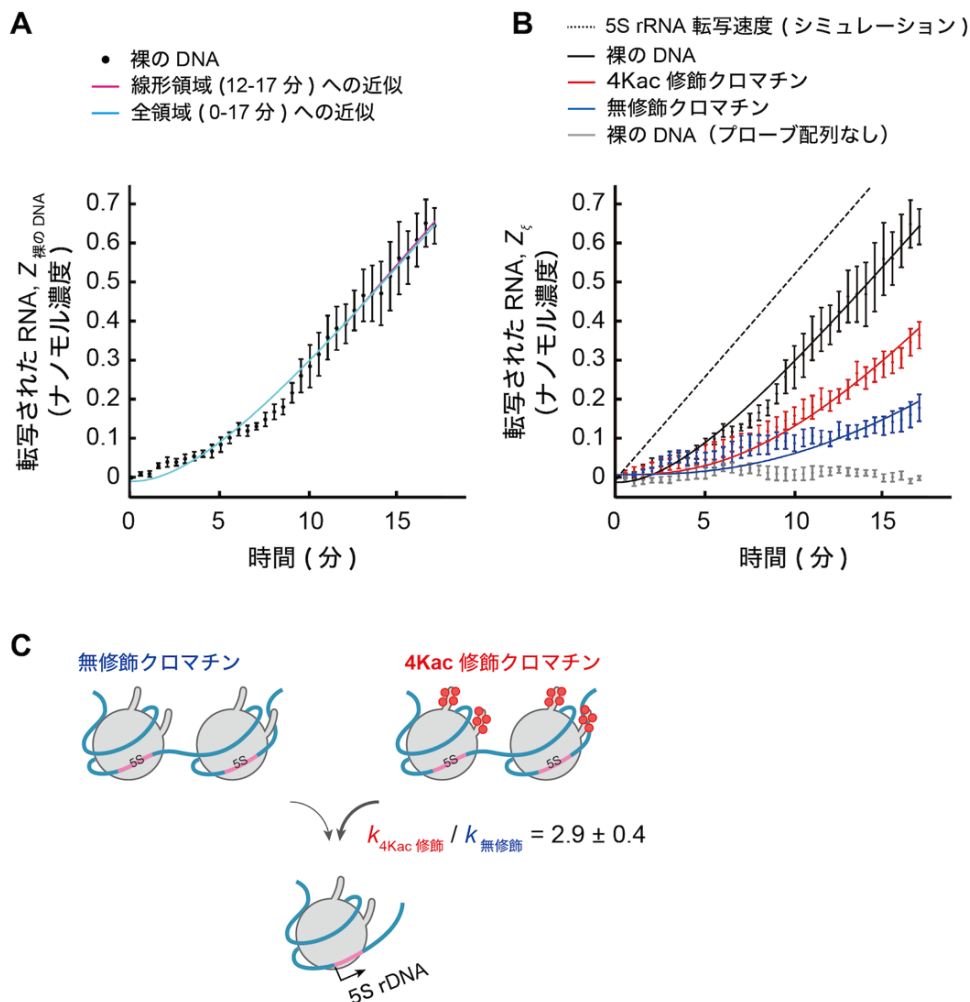 A
裸の DNA
線形領域 (12-17 分 ) への近似
全領域 ( 0-17 分 ) への近似
転写された RNA, Z裸の DNA
( ナノモル濃度 )
0.7
0.6
0.5
0.4
0.3
0.2
0.1
0
0
5
10
15
時間 ( 分 )
B
5S rRNA 転写速度 ( シミュレーション )
裸の DNA
4Kac 修飾クロマチン
無修飾クロマチン
裸の DNA（プローブ配列なし）
転写された RNA, Zξ
( ナノモル濃度 )
0.7
0.6
0.5
0.4
0.3
0.2
0.1
0
0
5
10
15
時間 ( 分 )
C
無修飾クロマチン
4Kac 修飾クロマチン
5S
5S
5S
5S
k4Kac 修飾 / k無修飾 = 2.9 ± 0.4
5S rDNA